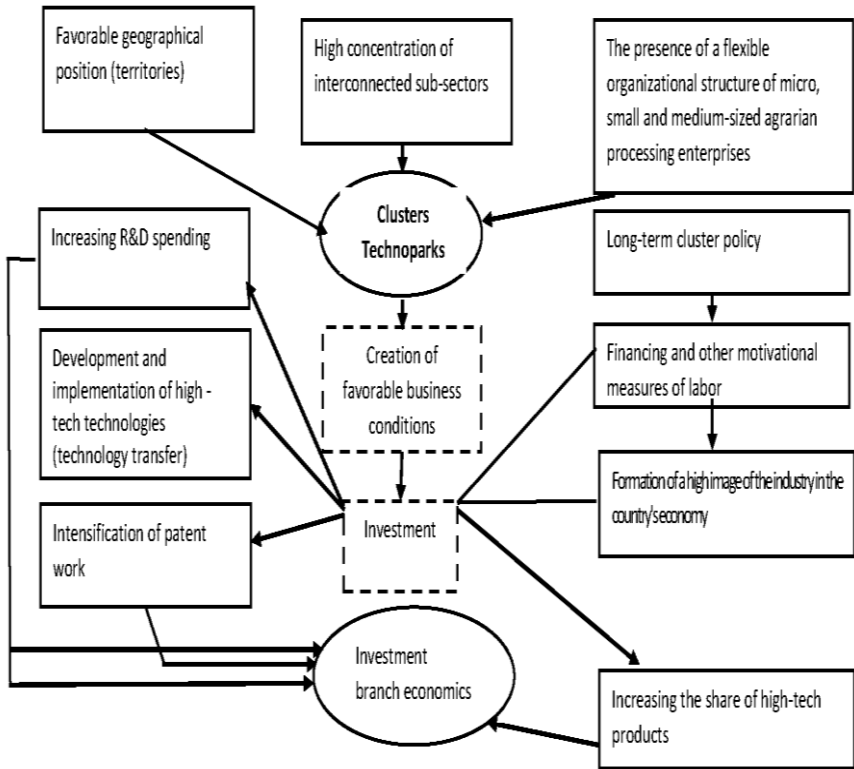 Favorable geographical
position (territories)
High concentration of
interconnected sub-sectors
The presence of a flexible
organizational structure of micro,
small and medium-sized agrarian
processing enterprises
Clusters
Technoparks
Increasing R&D spending
Long-term cluster policy
Creation of
favorable business
conditions
Financing and other motivational
measures of labor
Development and
implementation of high -
tech technologies
(technology transfer)
Formation of a high image of the industry in the
country's economy
Investment
Intensification of patent
work
Investment
branch economics
Increasing the share of high-tech
products